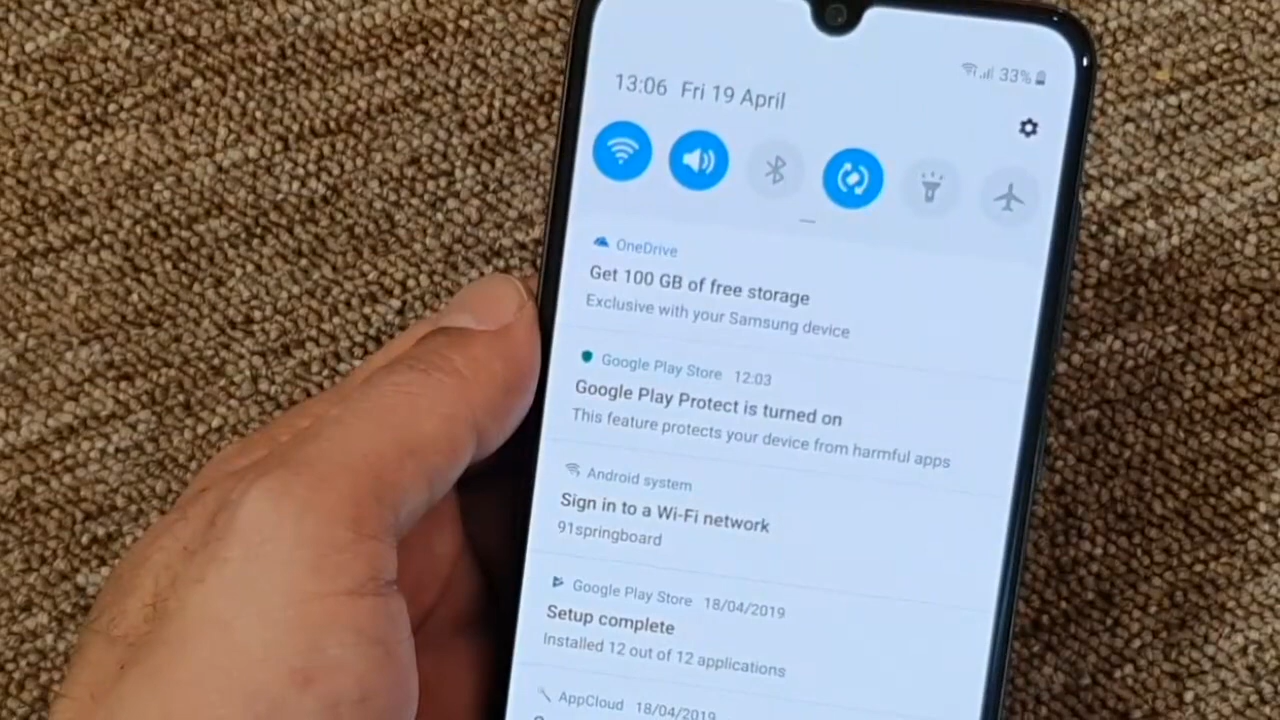 33%
13:06 Fri 19 April
OneDrive
Get 100 GB of free storage
Exclusive with your Samsung device
Google Play Store 12:03
Google Play Protect is turned on
This feature protects your device from harmful apps
Android system
Sign in to a Wi-Fi network
91springboard
Google Play Store 18/04/2019
Setup complete
Installed 12 out of 12 applications
AppCloud 18/04/2019